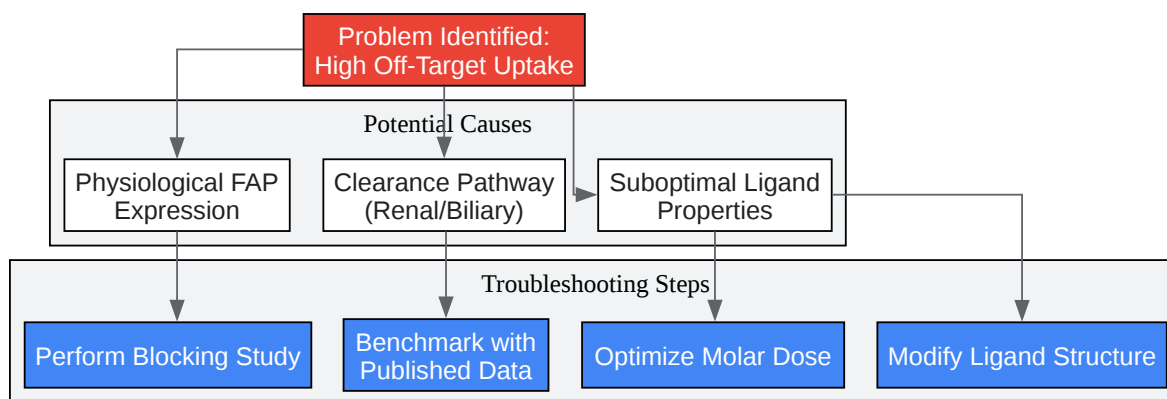 Problem Identified:
High Off-Target Uptake
Potential Causes
Physiological FAP
Expression
Clearance Pathway
(Renal/Biliary)
Suboptimal Ligand
Properties
Troubleshooting Steps
Perform Blocking Study
Benchmark with
Published Data
Optimize Molar Dose
Modify Ligand Structure